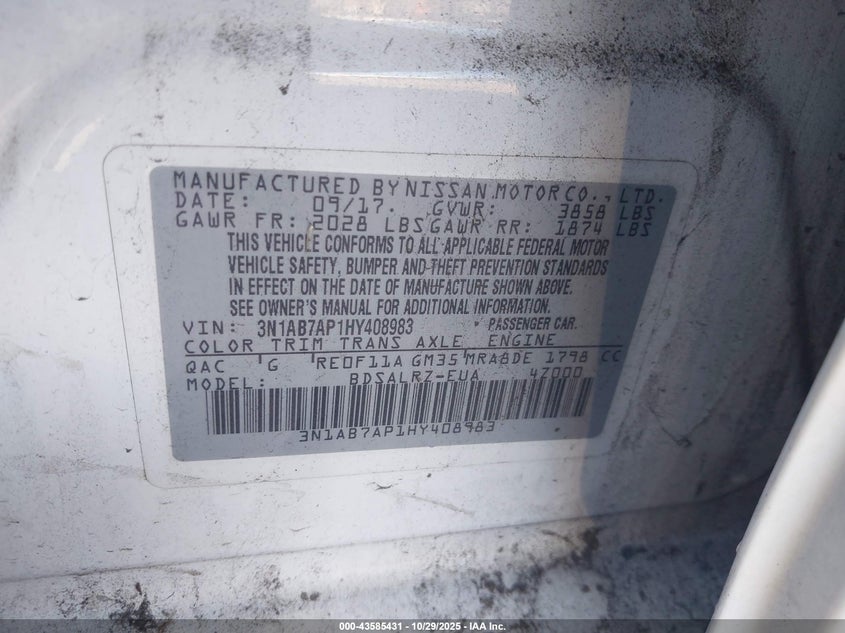 MANUFACTURED BY NISSAN MOTOR CO., LTD.
DATE: 09/17. GVWR: 3858 LBS
GAWR FR: 2028 LBS GAWR RR: 1874 LBS
THIS VEHICLE CONFORMS TO ALL APPLICABLE FEDERAL MOTOR
VEHICLE SAFETY, BUMPER AND THEFT PREVENTION STANDARDS
IN EFFECT ON THE DATE OF MANUFACTURE SHOWN ABOVE.
SEE OWNER'S MANUAL FOR ADDITIONAL INFORMATION.
VIN: 3N1AB7AP1HY408983 * PASSENGER CAR.
COLOR TRIM TRANS AXLE ENGINE
QAC G RE0F11A GM35 MRA8DE 1798 CC
MODEL: BDSALRZ-EUA 4Z000
3N1AB7AP1HY408983
000-43585431 - 10/29/2025 - IAA Inc.